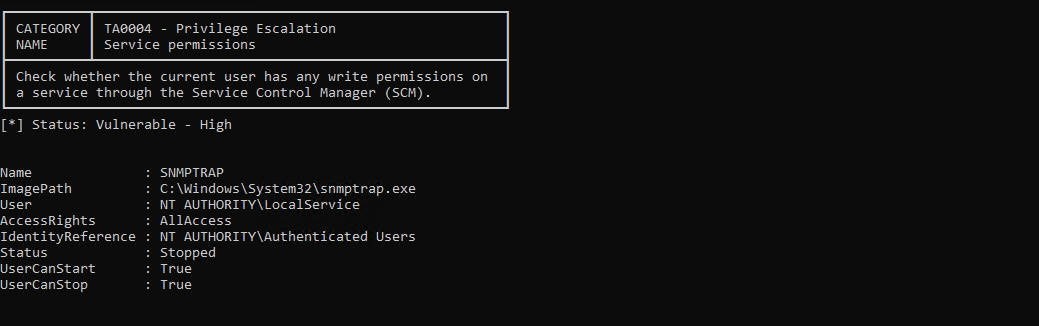 CATEGORY TA0004 - Privilege Escalation
NAME Service permissions
Check whether the current user has any write permissions on
a service through the Service Control Manager (SCM).
[*] Status: Vulnerable - High
Name : SNMPTRAP
ImagePath : C:\Windows\System32\snmptrap.exe
User : NT AUTHORITY\LocalService
AccessRights : AllAccess
IdentityReference : NT AUTHORITY\Authenticated Users
Status : Stopped
UserCanStart : True
UserCanStop : True